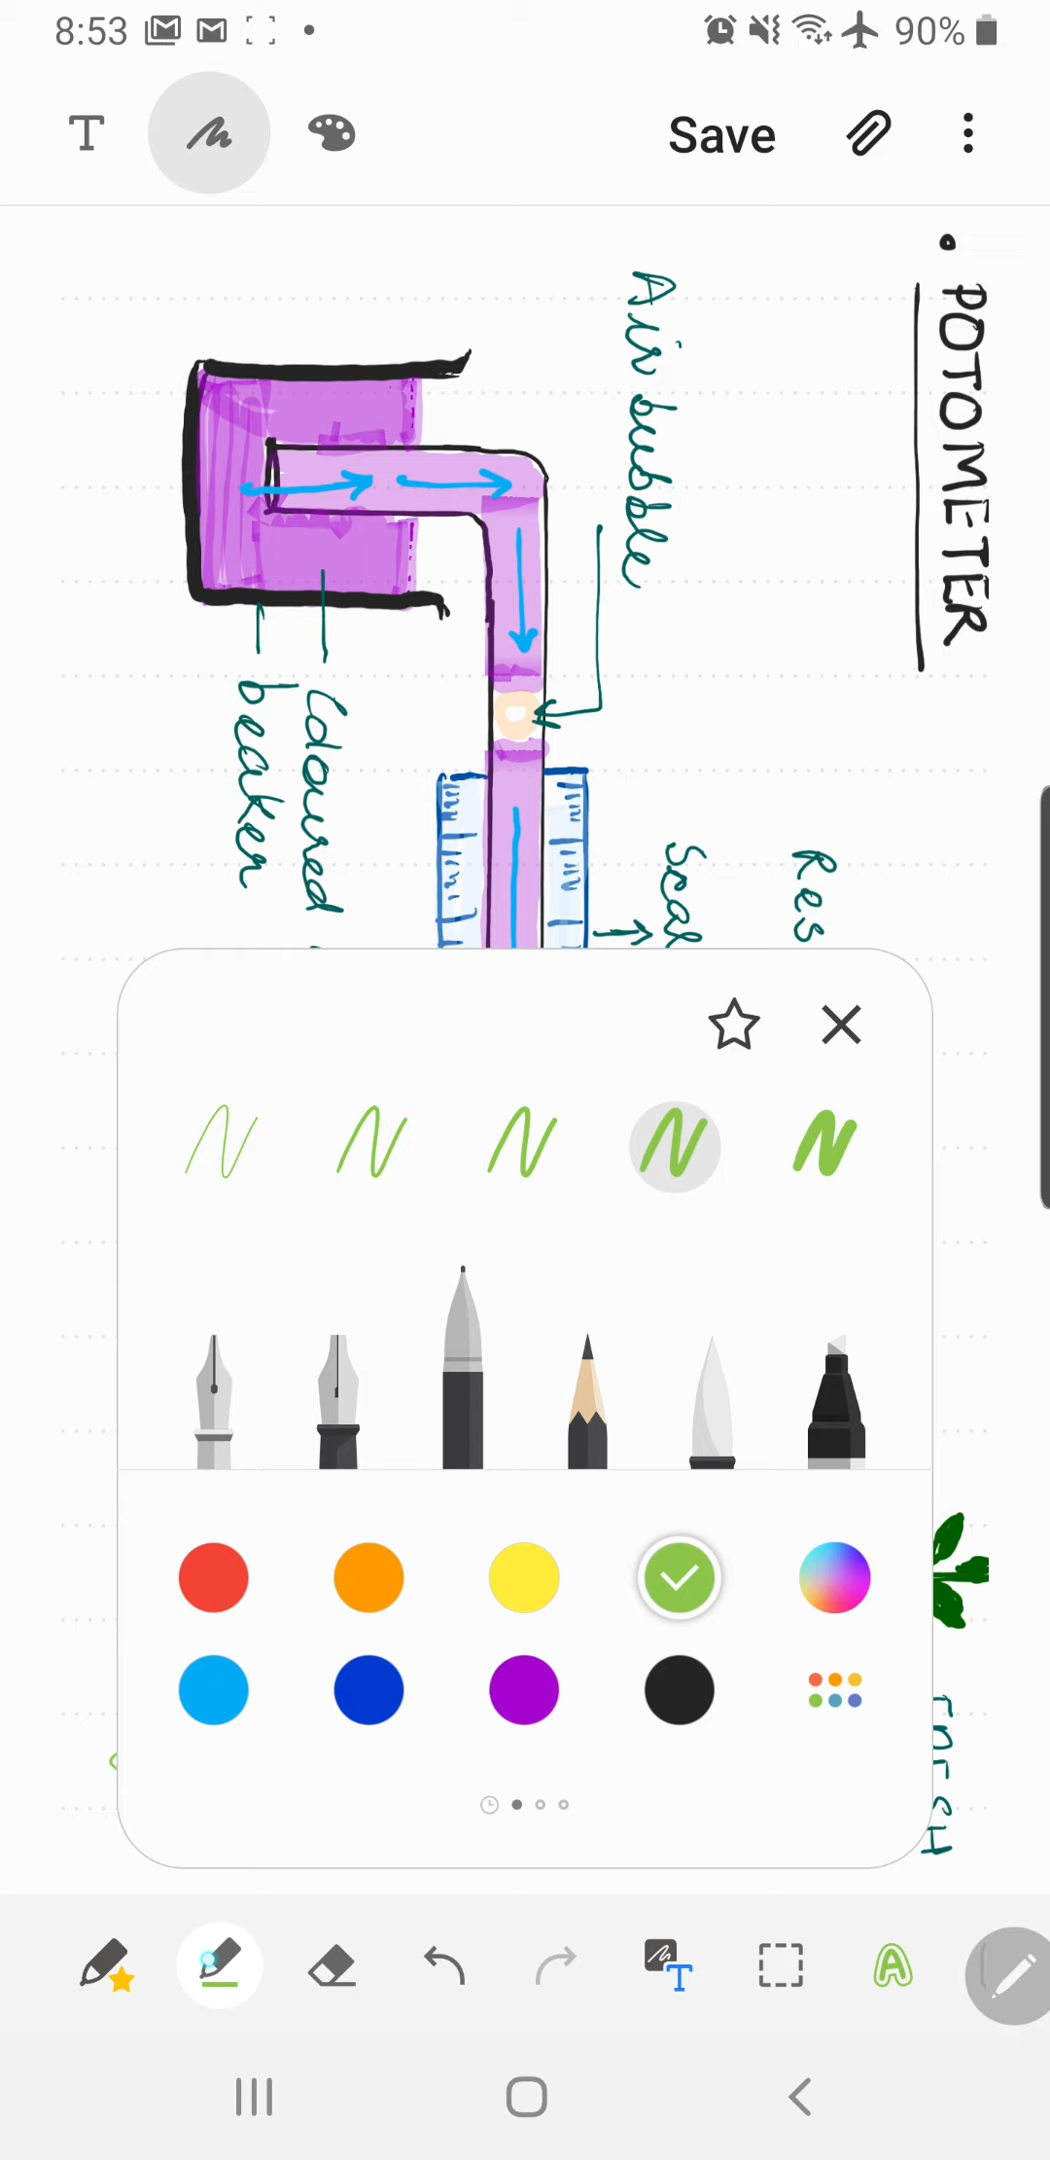 8:53
90%
T
Save
• POTOMETER
Air bubble
Res
Scal
Coloured
beaker
T
A